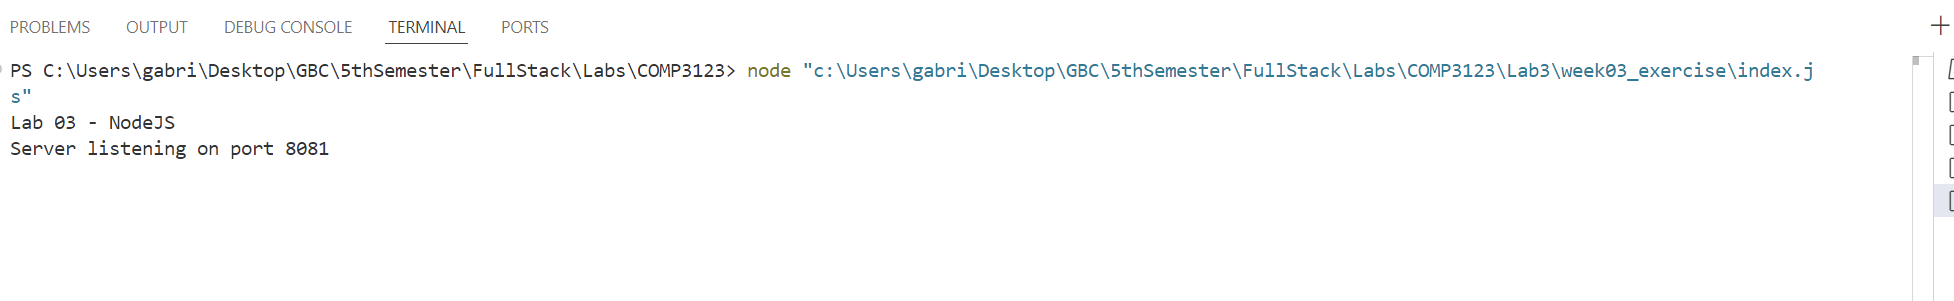 PROBLEMS OUTPUT DEBUG CONSOLE TERMINAL PORTS
PS C:\Users\gabri\Desktop\GBC\5thSemester\FullStack\Labs\COMP3123> node "c:\Users\gabri\Desktop\GBC\5thSemester\FullStack\Labs\COMP3123\Lab3\week03_exercise\index.j
s"
Lab 03 - NodeJS
Server listening on port 8081